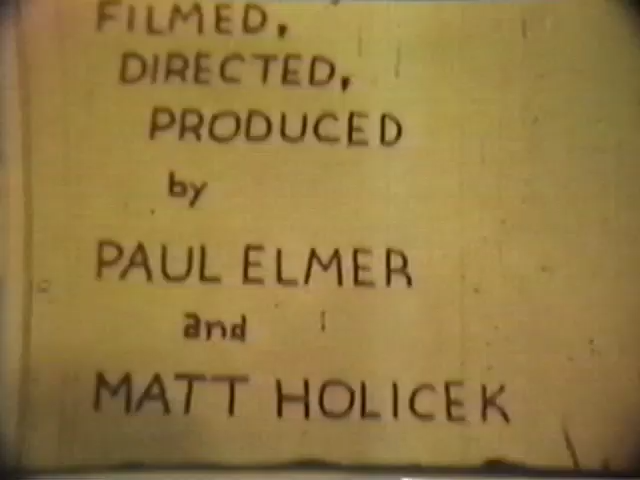 FILMED,
DIRECTED,
PRODUCED
by
PAUL ELMER
and
MATT HOLICEK